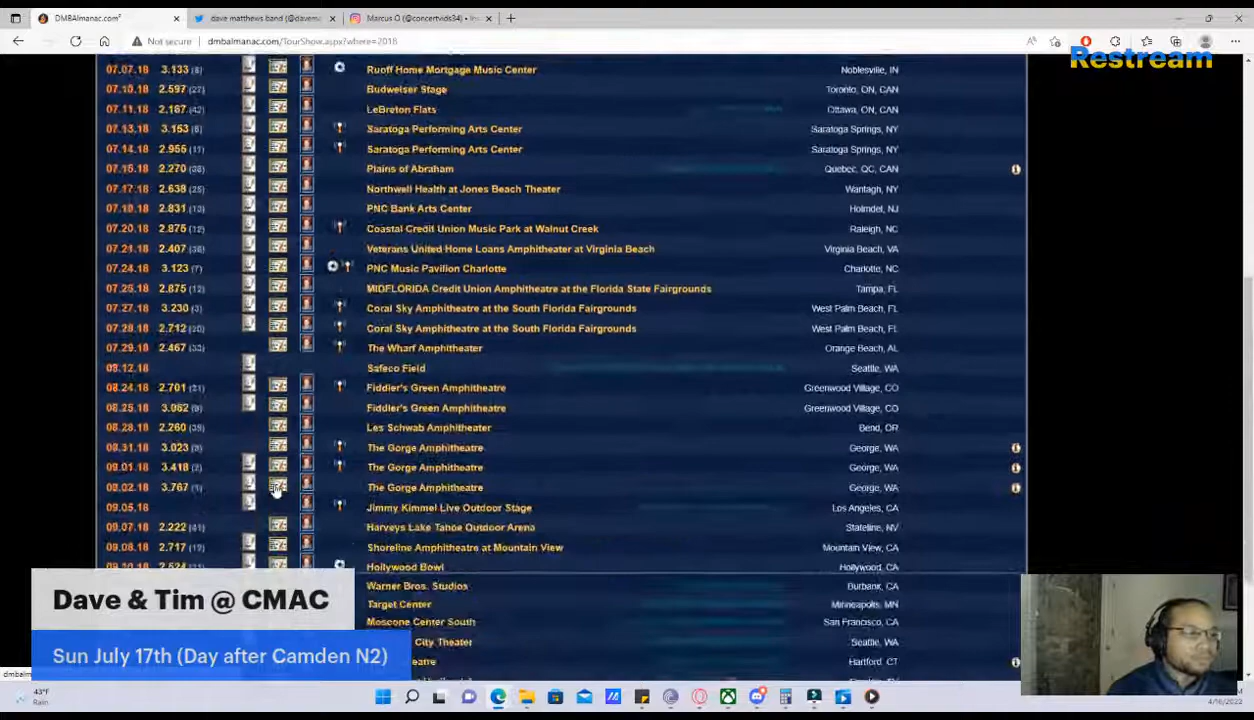 DMBAlmanac.com²
dave matthews band (@davema
Marcus O (@concertvids34) • In
Not secure
dmbalmanac.com/TourShow.aspx?where=2018
Restream
07.07.18 3.133 (6) Ruoff Home Mortgage Music Center Noblesville, IN
07.10.18 2.597 (27) Budweiser Stage Toronto, ON, CAN
07.11.18 2.187 (42) LeBreton Flats Ottawa, ON, CAN
07.13.18 3.153 Saratoga Performing Arts Center Saratoga Springs, NY
07.14.18 2.955 (11) Saratoga Performing Arts Center Saratoga Springs, NY
07.15.18 2.270 (38) Plains of Abraham Quebec, QC, CAN
07.17.18 2.638 (25) Northwell Health at Jones Beach Theater Wantagh, NY
2.831 PNC Bank Arts Center Holmdel, NJ
07.20.18 2.875 (12) Coastal Credit Union Music Park at Walnut Creek Raleigh, NC
07.21.18 2.407 Veterans United Home Loans Amphitheater at Virginia Beach Virginia Beach, VA
07.24.18 3.123 (7) PNC Music Pavilion Charlotte Charlotte, NC
07.25.18 2.875 (12) MIDFLORIDA Credit Union Amphitheatre at the Florida State Fairgrounds Tampa, FL
07.27.18 3.230 (3) Coral Sky Amphitheatre at the South Florida Fairgrounds West Palm Beach, FL
07.28.18 2.712 (20) Coral Sky Amphitheatre at the South Florida Fairgrounds West Palm Beach, FL
07.29.18 2.467 (33) The Wharf Amphitheater Orange Beach, AL
08.12.18 Safeco Field Seattle, WA
08.24.18 2.701 (21) Fiddler's Green Amphitheatre Greenwood Village, CO
08.25.18 3.062 Fiddler's Green Amphitheatre Greenwood Village, CO
08.28.18 2.260 (39) Les Schwab Amphitheater Bend, OR
08.31.18 3.023 (9) The Gorge Amphitheatre George, WA
09.01.18 3.418 (2) The Gorge Amphitheatre George, WA
09.02.18 3.767 (1) The Gorge Amphitheatre George, WA
09.05.18 Jimmy Kimmel Live Outdoor Stage Los Angeles, CA
09.07.18 2.222 (41) Harveys Lake Tahoe Outdoor Arena Stateline, NV
09.08.18 2.717 Shoreline Amphitheatre at Mountain View Mountain View, CA
09.10.18 2.524 Hollywood Bowl Hollywood, CA
Warner Bros. Studios Burbank, CA
Target Center Minneapolis, MN
Moscone Center South San Francisco, CA
City Theater Seattle, WA
eatre Hartford, CT
Dave & Tim @ CMAC
Sun July 17th (Day after Camden N2)
dmbalm
43°F
Rain
4/16/2022